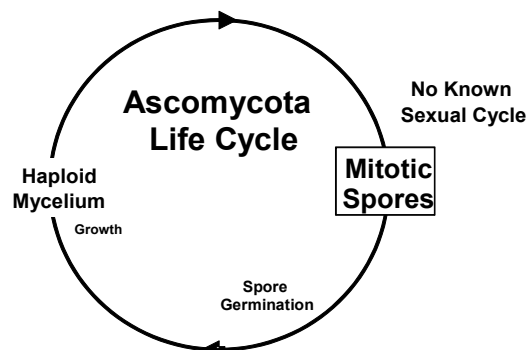 Ascomycota
Life Cycle
No Known
Sexual Cycle
Haploid
Mycelium
Growth
Mitotic
Spores
Spore
Germination